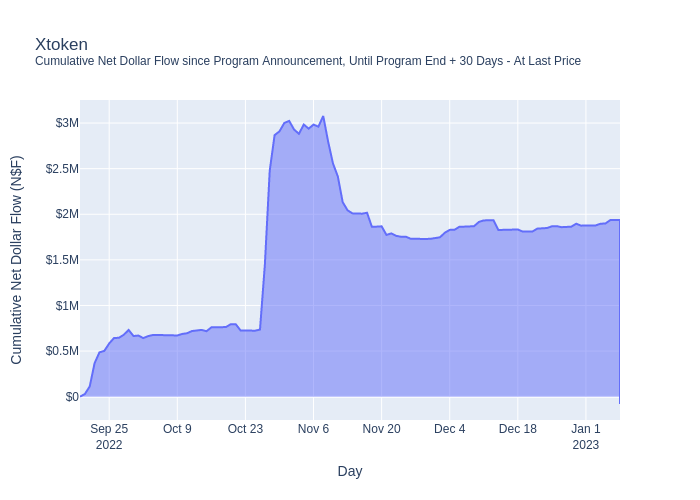 Xtoken
Cumulative Net Dollar Flow since Program Announcement, Until Program End + 30 Days - At Last Price
Cumulative Net Dollar Flow (N$F)
$3M
$2.5M
$2M
$1.5M
$1M
$0.5M
$0
Sep 25
2022
Oct 9
Oct 23
Nov 6
Nov 20
Dec 4
Dec 18
Jan 1
2023
Day